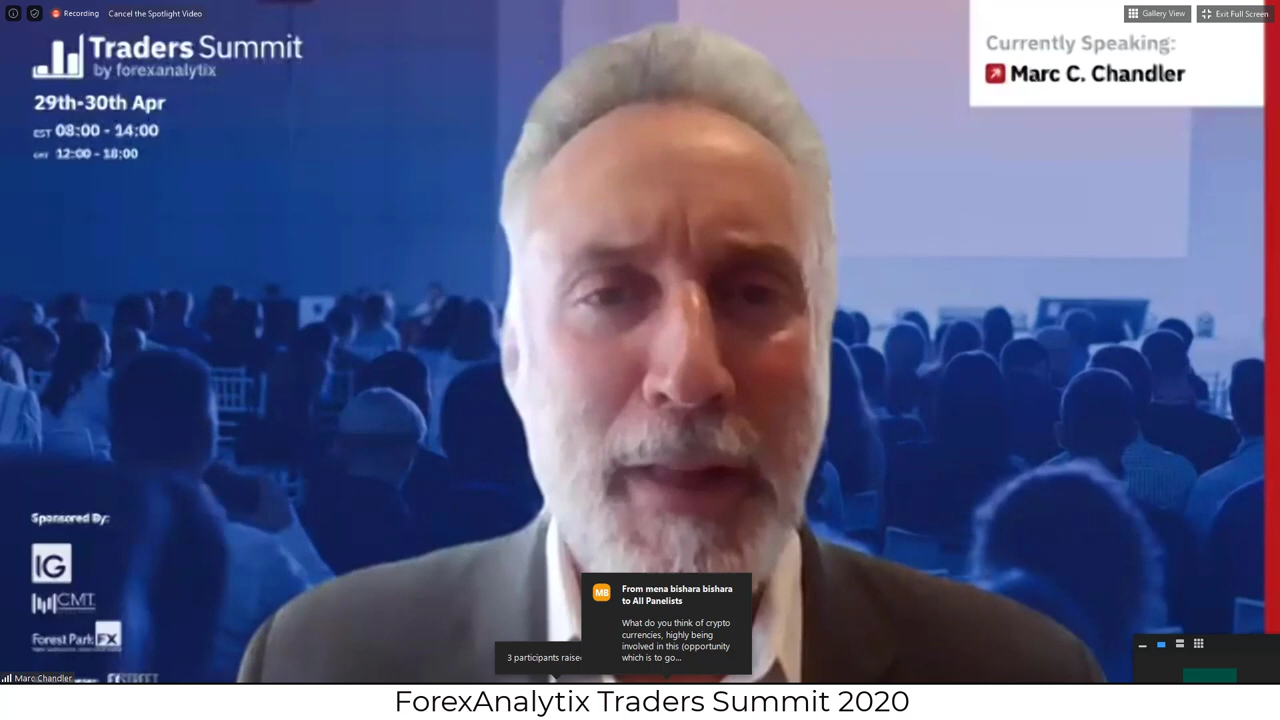 Recording Cancel the Spotlight Video
Gallery View
Exit Full Screen
Traders Summit
by forexanalytix
29th-30th Apr
EST 08:00 - 14:00
GMT 12:00 - 18:00
Currently Speaking:
Marc C. Chandler
Sponsored By:
IG
CMT
Forest Park FX
MB
From mena bishara bishara
to All Panelists
What do you think of crypto
currencies, highly being
involved in this (opportunity
which is to go...
3 participants raise
Marc Chandler
ForexAnalytix Traders Summit 2020